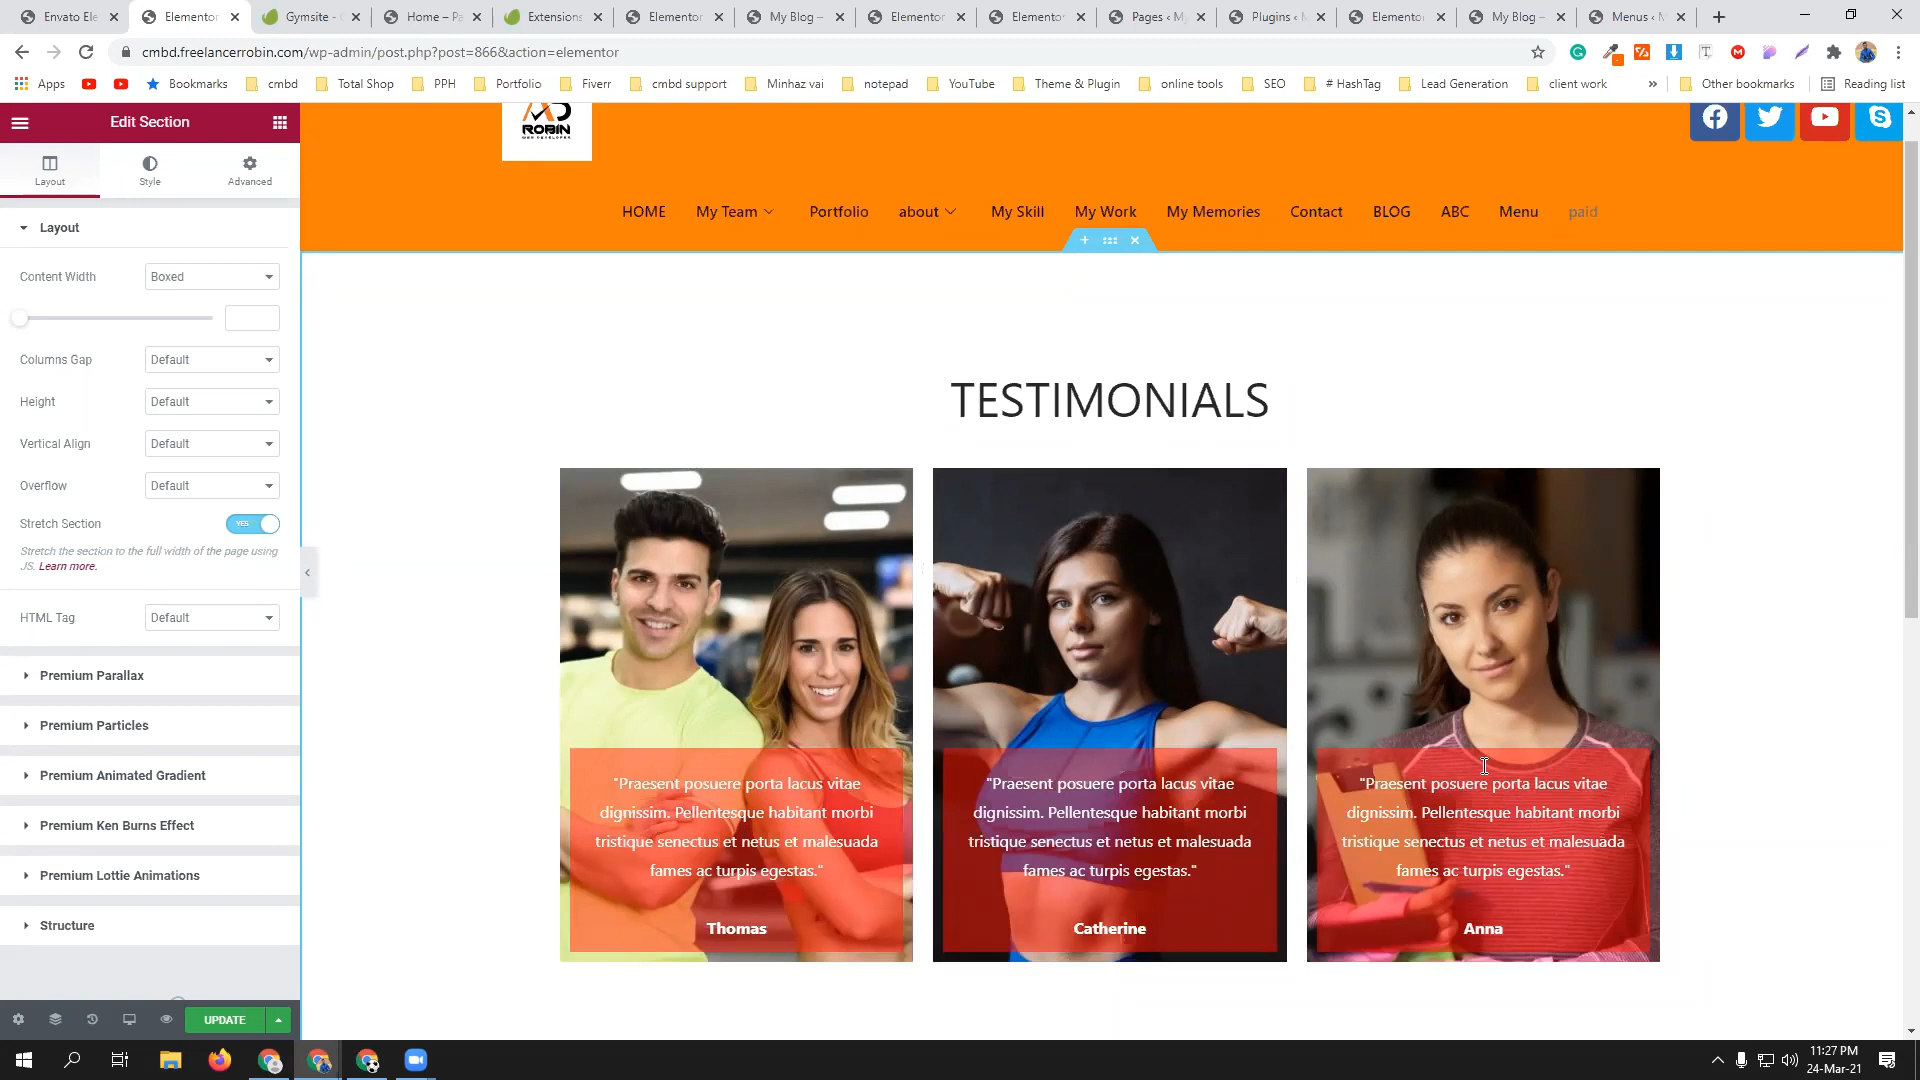 Envato Ele
Elementor
Gymsite -
Home – Pa
Extensions
Elementor
My Blog –
Elementor
Elementor
Pages ‹ My
Plugins ‹ M
Elementor
My Blog –
Menus ‹ M
cmbd.freelancerrobin.com/wp-admin/post.php?post=866&action=elementor
Apps
Bookmarks
cmbd
Total Shop
PPH
Portfolio
Fiverr
cmbd support
Minhaz vai
notepad
YouTube
Theme & Plugin
online tools
SEO
# HashTag
Lead Generation
client work
»
Other bookmarks
Reading list
Edit Section
Layout
Style
Advanced
Layout
Content Width
Boxed
Columns Gap
Default
Height
Default
Vertical Align
Default
Overflow
Default
Stretch Section
YES
Stretch the section to the full width of the page using
JS. Learn more.
HTML Tag
Default
Premium Parallax
Premium Particles
Premium Animated Gradient
Premium Ken Burns Effect
Premium Lottie Animations
Structure
UPDATE
ROBIN
WEB DEVELOPER
HOME
My Team
Portfolio
about
My Skill
My Work
My Memories
Contact
BLOG
ABC
Menu
paid
TESTIMONIALS
"Praesent posuere porta lacus vitae
dignissim. Pellentesque habitant morbi
tristique senectus et netus et malesuada
fames ac turpis egestas."
Thomas
"Praesent posuere porta lacus vitae
dignissim. Pellentesque habitant morbi
tristique senectus et netus et malesuada
fames ac turpis egestas."
Catherine
"Praesent posuere porta lacus vitae
dignissim. Pellentesque habitant morbi
tristique senectus et netus et malesuada
fames ac turpis egestas."
Anna
11:27 PM
24-Mar-21